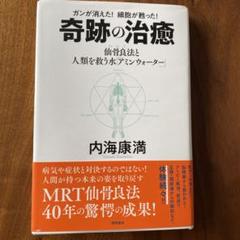 ガンが消えた! 細胞が甦った!
奇跡の治癒
仙骨良法と
人類を救う水「アミンウォーター」
内海康満
病気や症状と対決するのではない!
人間が持つ本来の姿を取り戻す
MRT仙骨良法
40年の驚愕の成果!
体験続々!!